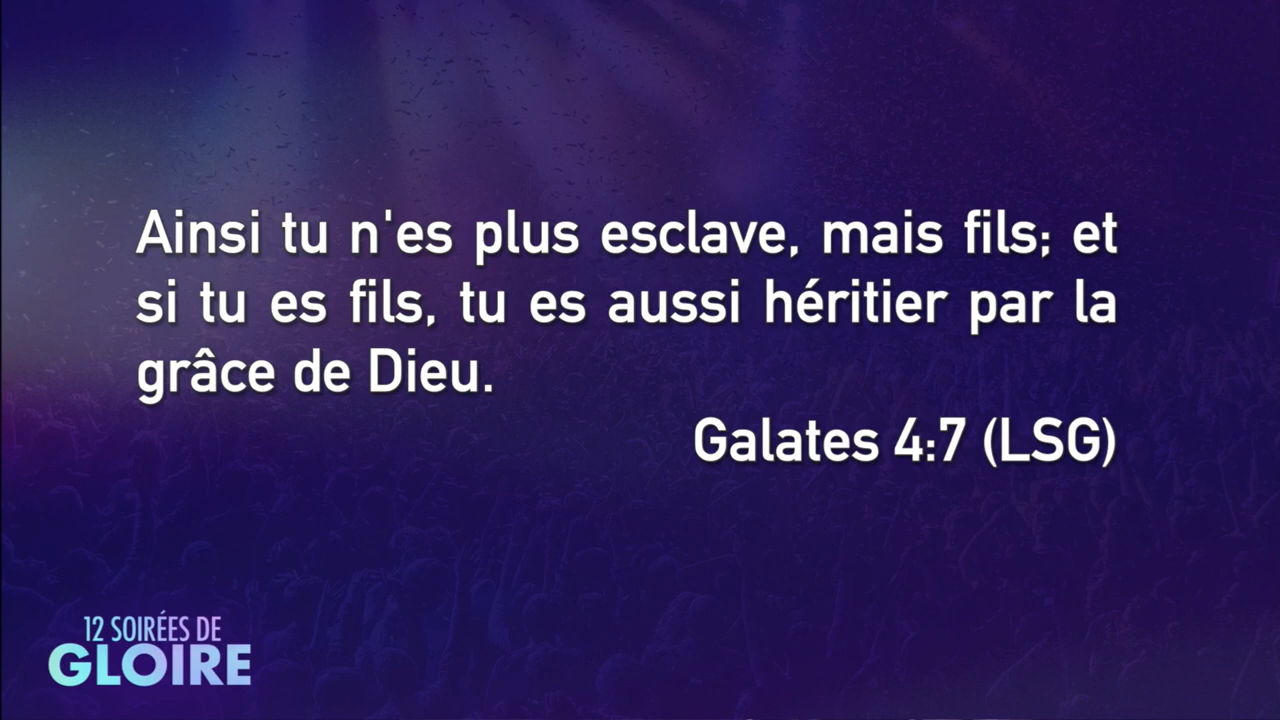 Ainsi tu n'es plus esclave, mais fils; et
si tu es fils, tu es aussi héritier par la
grâce de Dieu.
Galates 4:7 (LSG)
12 SOIRÉES DE
GLOIRE